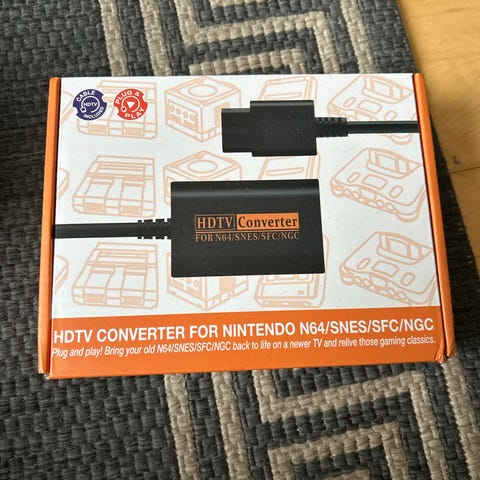 CABLE
HDTV
INCLUDED
PLUG &
PLAY
HDTV Converter
FOR N64/SNES/SFC/NGC
HDTV CONVERTER FOR NINTENDO N64/SNES/SFC/NGC
Plug and play! Bring your old N64/SNES/SFC/NGC back to life on a newer TV and relive those gaming classics.